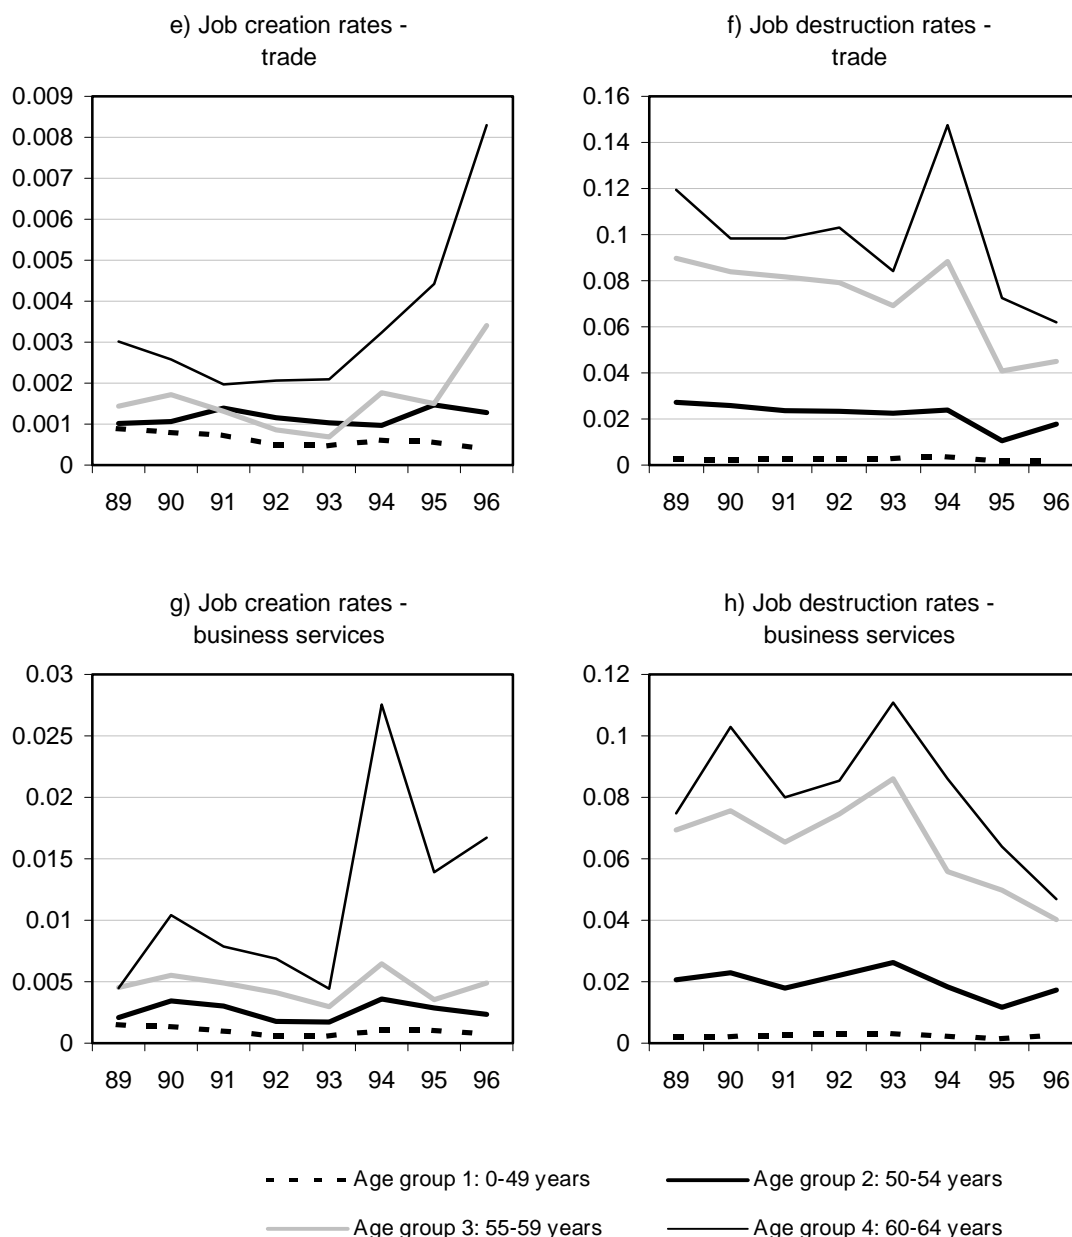 e) Job creation rates -
trade
0.009
0.008
0.007
0.006
0.005
0.004
0.003
0.002
0.001
0
89 90 91 92 93 94 95 96
f) Job destruction rates -
trade
0.16
0.14
0.12
0.1
0.08
0.06
0.04
0.02
0
89 90 91 92 93 94 95 96
g) Job creation rates -
business services
0.03
0.025
0.02
0.015
0.01
0.005
0
89 90 91 92 93 94 95 96
h) Job destruction rates -
business services
0.12
0.1
0.08
0.06
0.04
0.02
0
89 90 91 92 93 94 95 96
Age group 1: 0-49 years
Age group 2: 50-54 years
Age group 3: 55-59 years
Age group 4: 60-64 years